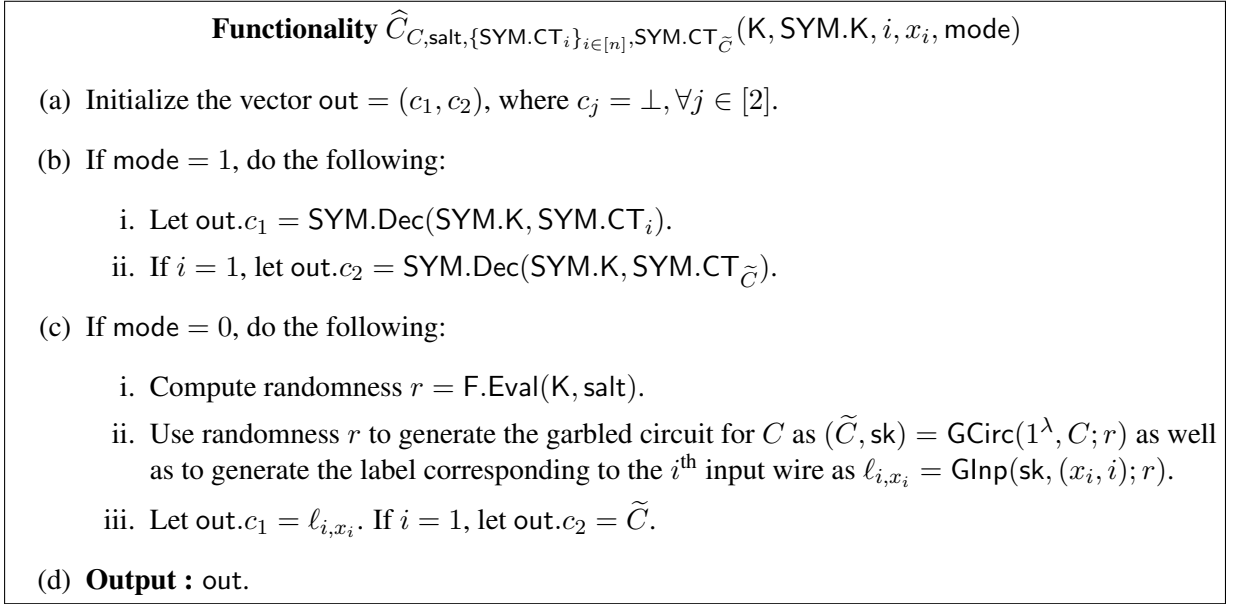 Functionality Ĉ_{C,salt,{SYM.CT_i}_{i∈[n]},SYM.CT_{C̃}}(K, SYM.K, i, x_i, mode)
(a) Initialize the vector out = (c_1, c_2), where c_j = ⊥, ∀j ∈ [2].
(b) If mode = 1, do the following:
i. Let out.c_1 = SYM.Dec(SYM.K, SYM.CT_i).
ii. If i = 1, let out.c_2 = SYM.Dec(SYM.K, SYM.CT_{C̃}).
(c) If mode = 0, do the following:
i. Compute randomness r = F.Eval(K, salt).
ii. Use randomness r to generate the garbled circuit for C as (C̃, sk) = GCirc(1^λ, C; r) as well
as to generate the label corresponding to the i^th input wire as ℓ_{i,x_i} = GInp(sk, (x_i, i); r).
iii. Let out.c_1 = ℓ_{i,x_i}. If i = 1, let out.c_2 = C̃.
(d) Output : out.